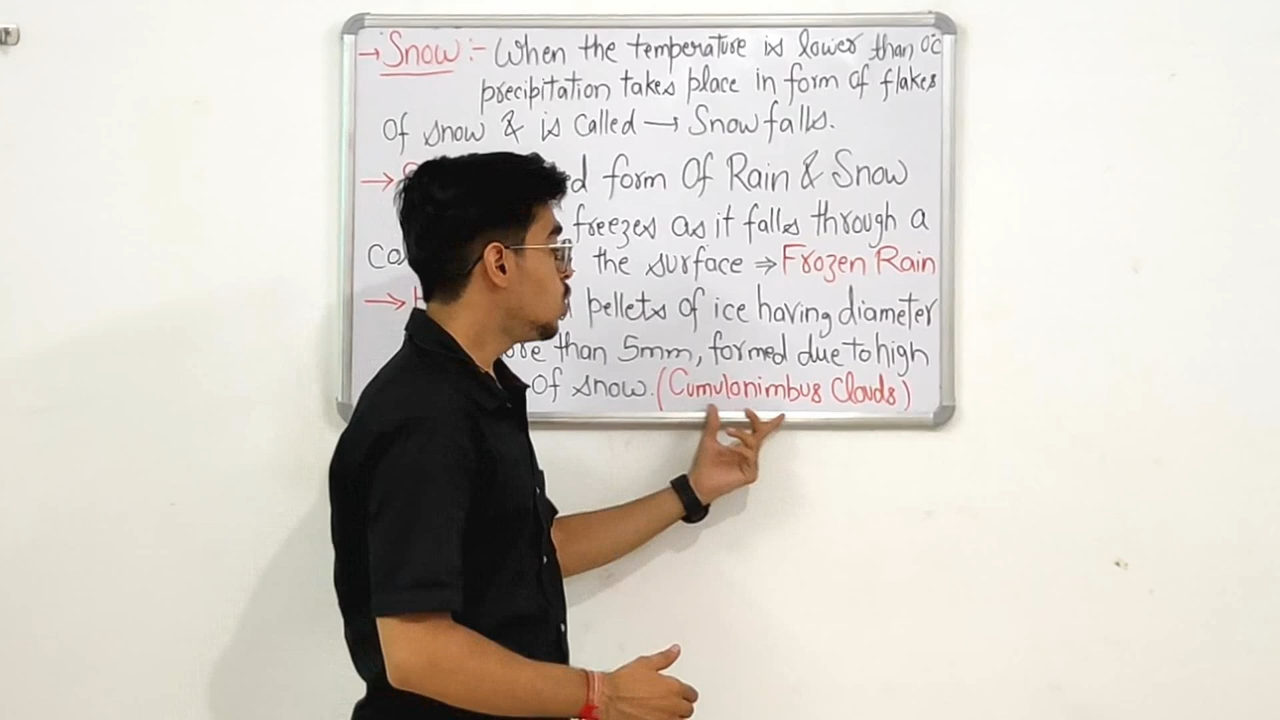 → Snow :- When the temperature is lower than 0°c
precipitation takes place in form of flakes
Of snow & is called → Snow falls.
→ form Of Rain & Snow
freezes as it falls through a
the surface ⇒ Frozen Rain
→ pellets of ice having diameter
than 5mm, formed due to high
Of snow. (Cumulonimbus Clouds)